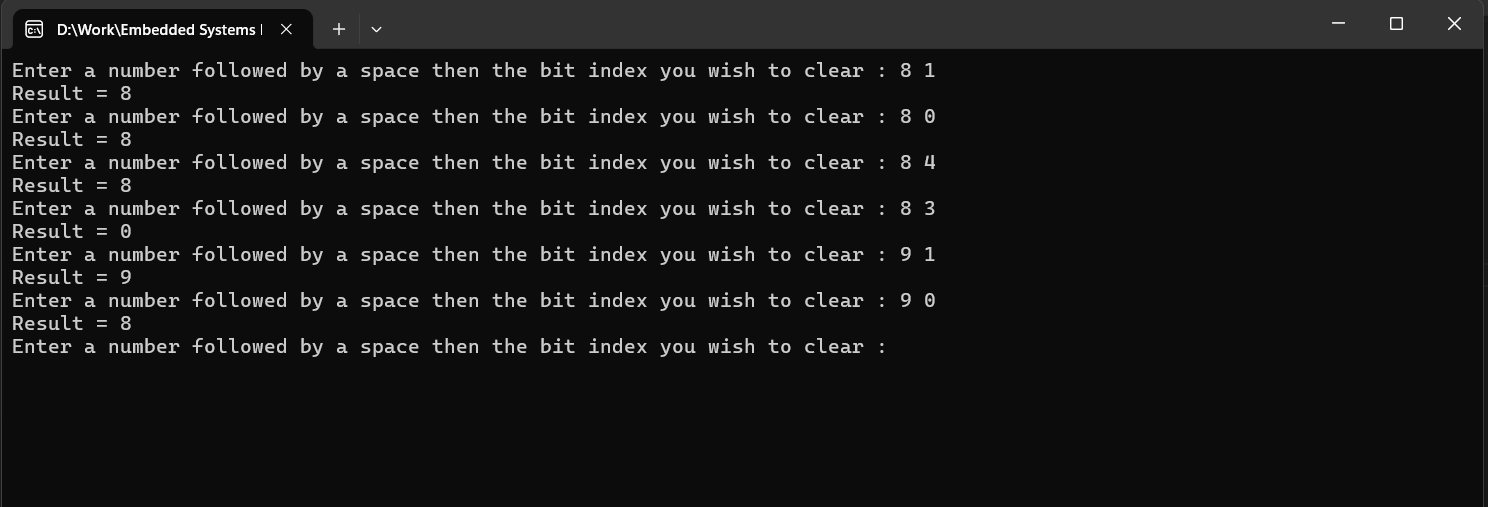 D:\Work\Embedded Systems
Enter a number followed by a space then the bit index you wish to clear : 8 1
Result = 8
Enter a number followed by a space then the bit index you wish to clear : 8 0
Result = 8
Enter a number followed by a space then the bit index you wish to clear : 8 4
Result = 8
Enter a number followed by a space then the bit index you wish to clear : 8 3
Result = 0
Enter a number followed by a space then the bit index you wish to clear : 9 1
Result = 9
Enter a number followed by a space then the bit index you wish to clear : 9 0
Result = 8
Enter a number followed by a space then the bit index you wish to clear :